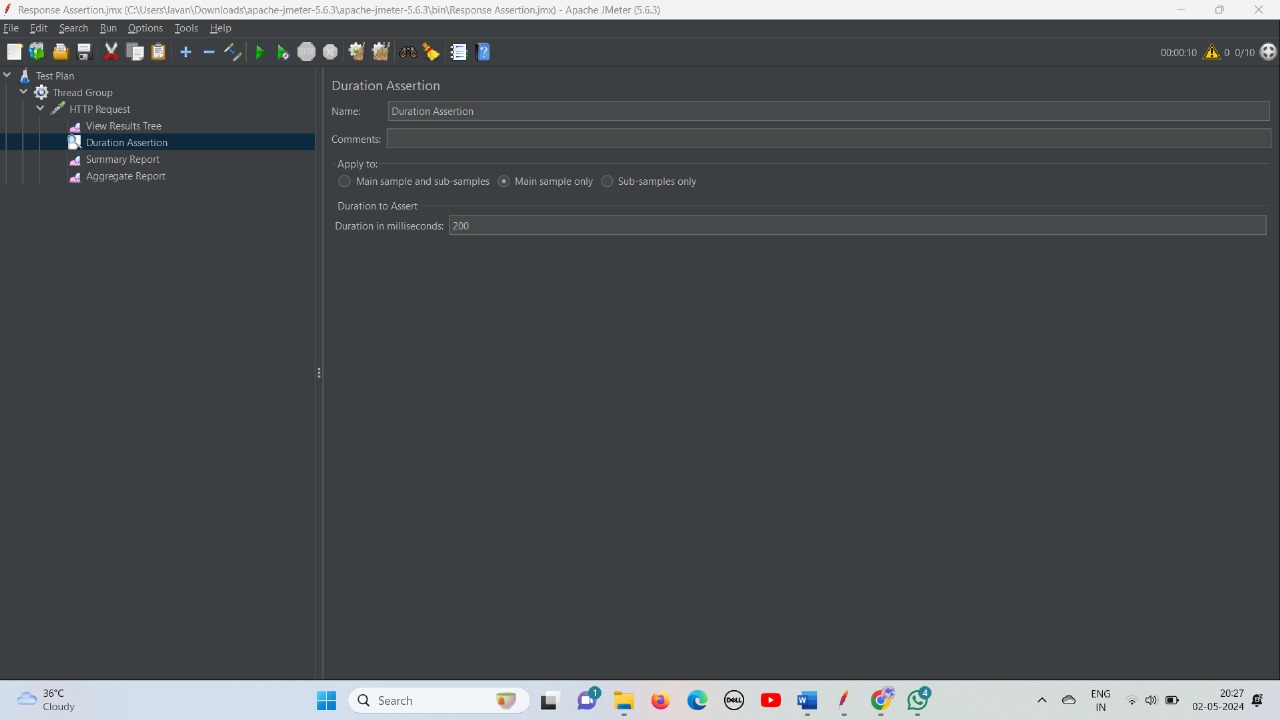 Response Assertion.jmx (C:\Users\lavan\Downloads\apache-jmeter-5.6.3\apache-jmeter-5.6.3\bin\Response Assertion.jmx) - Apache JMeter (5.6.3)
File Edit Search Run Options Tools Help
00:00:10 0 0/10
Test Plan
Thread Group
HTTP Request
View Results Tree
Duration Assertion
Summary Report
Aggregate Report
Duration Assertion
Name: Duration Assertion
Comments:
Apply to:
Main sample and sub-samples Main sample only Sub-samples only
Duration to Assert
Duration in milliseconds: 200
36°C
Cloudy
Search
1
DELL
4
ENG
IN
20:27
02-05-2024